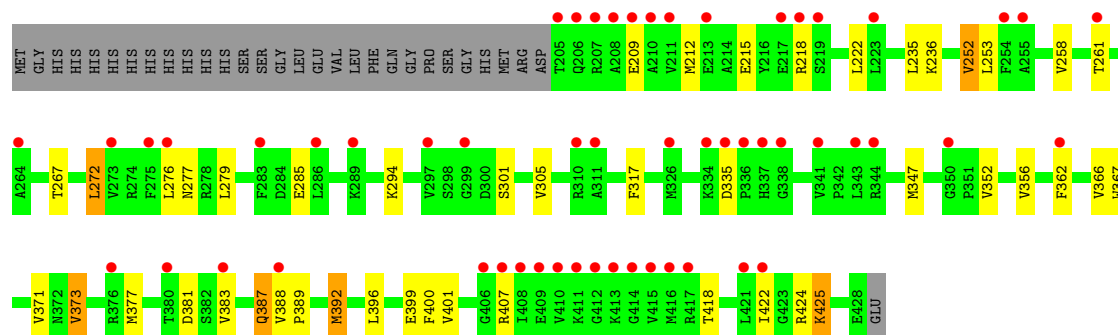 MET GLY HIS HIS HIS HIS HIS HIS HIS HIS HIS HIS SER SER GLY LEU GLU VAL LEU PHE GLN GLY PRO SER GLY HIS MET ARG ASP T205 Q206 R207 A208 E209 A210 V211 M212 E213 A214 E215 Y216 E217 R218 S219 L222 L223 L235 K236 V252 L253 F254 A255 V258 T261
A264 T267 L272 V273 R274 F275 L276 N277 R278 L279 F283 D284 E285 L286 K289 K294 V297 S298 G299 D300 S301 V305 R310 A311 F317 M326 K334 D335 P336 H337 G338 V341 P342 L343 R344 M347 G350 P351 V352 V356 F362 V366 W367
V371 N372 V373 R376 M377 T380 D381 S382 V383 Q387 V388 P389 M392 L396 E399 F400 V401 G406 R407 I408 E409 V410 K411 G412 K413 G414 V415 M416 R417 T418 L421 I422 G423 R424 K425 E428 GLU